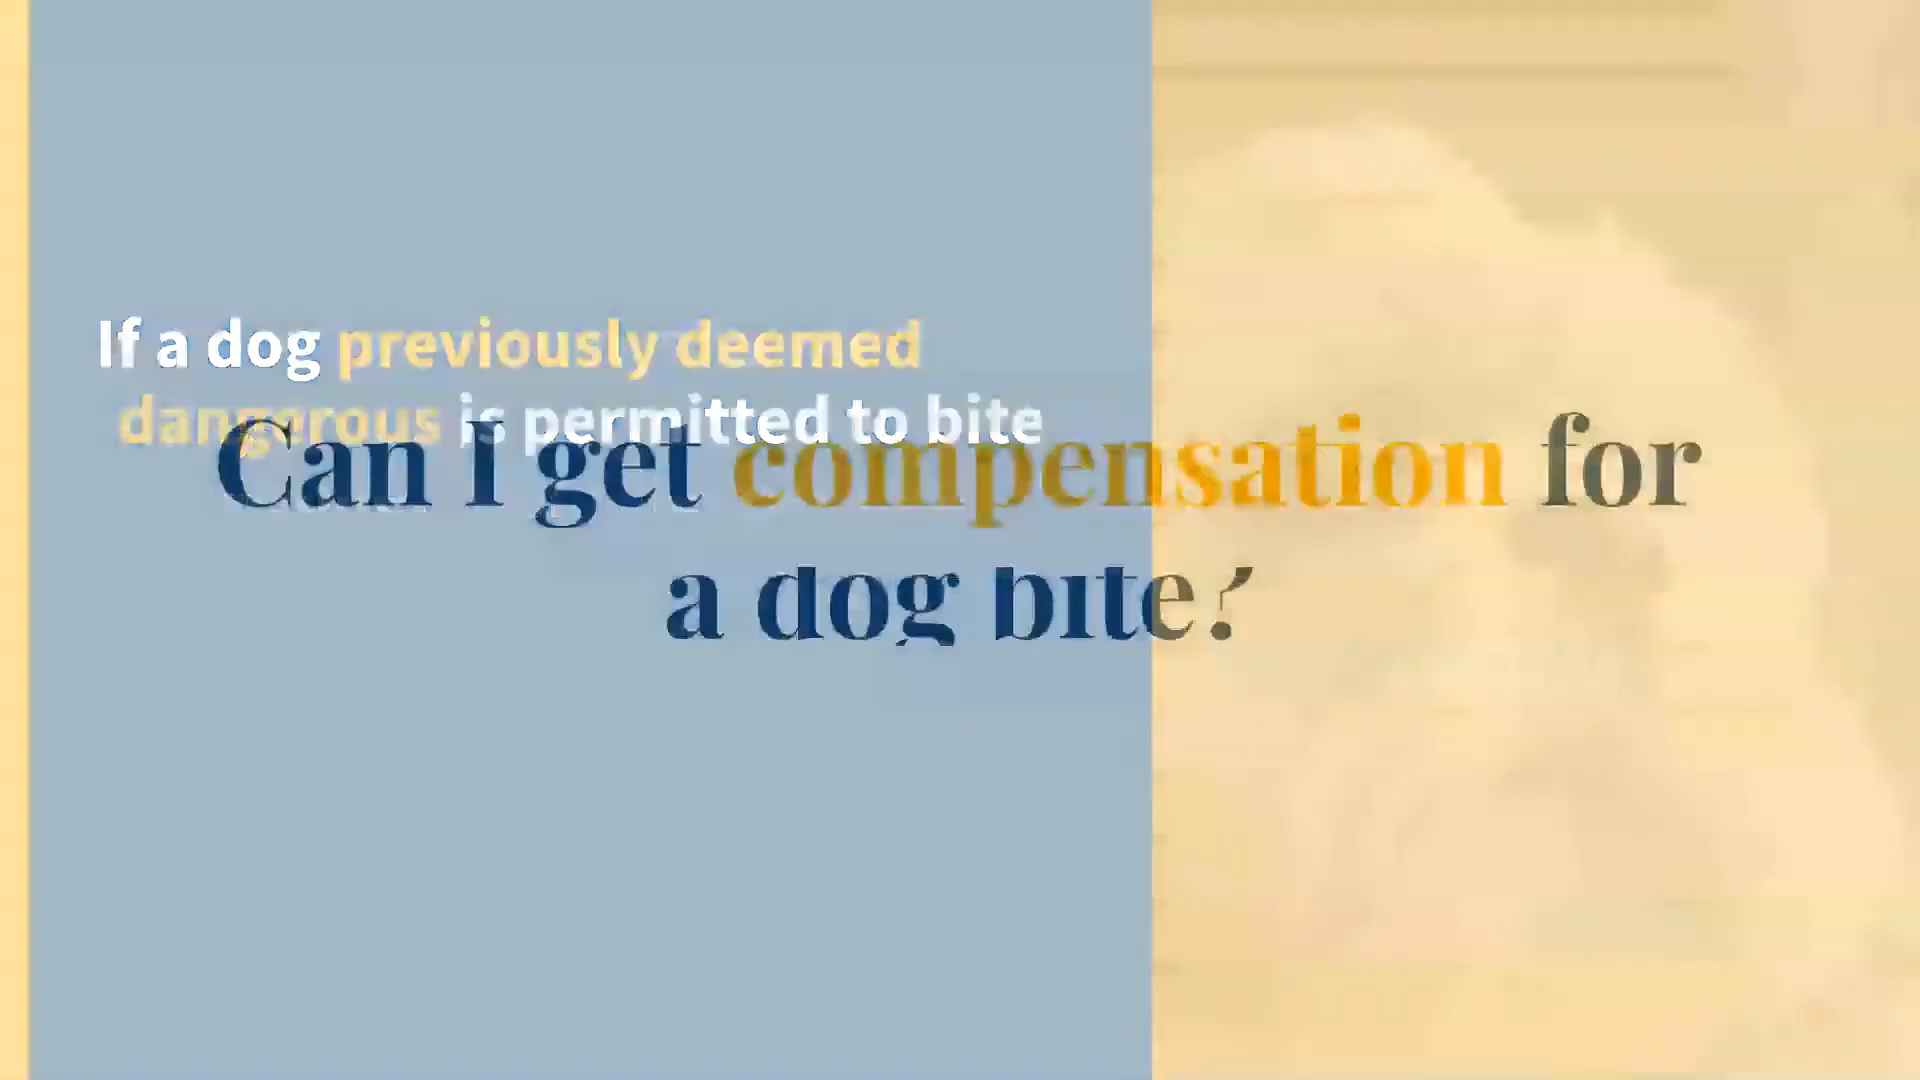 If a dog previously deemed
dangerous is permitted to bite
Can I get compensation for
a dog bite?